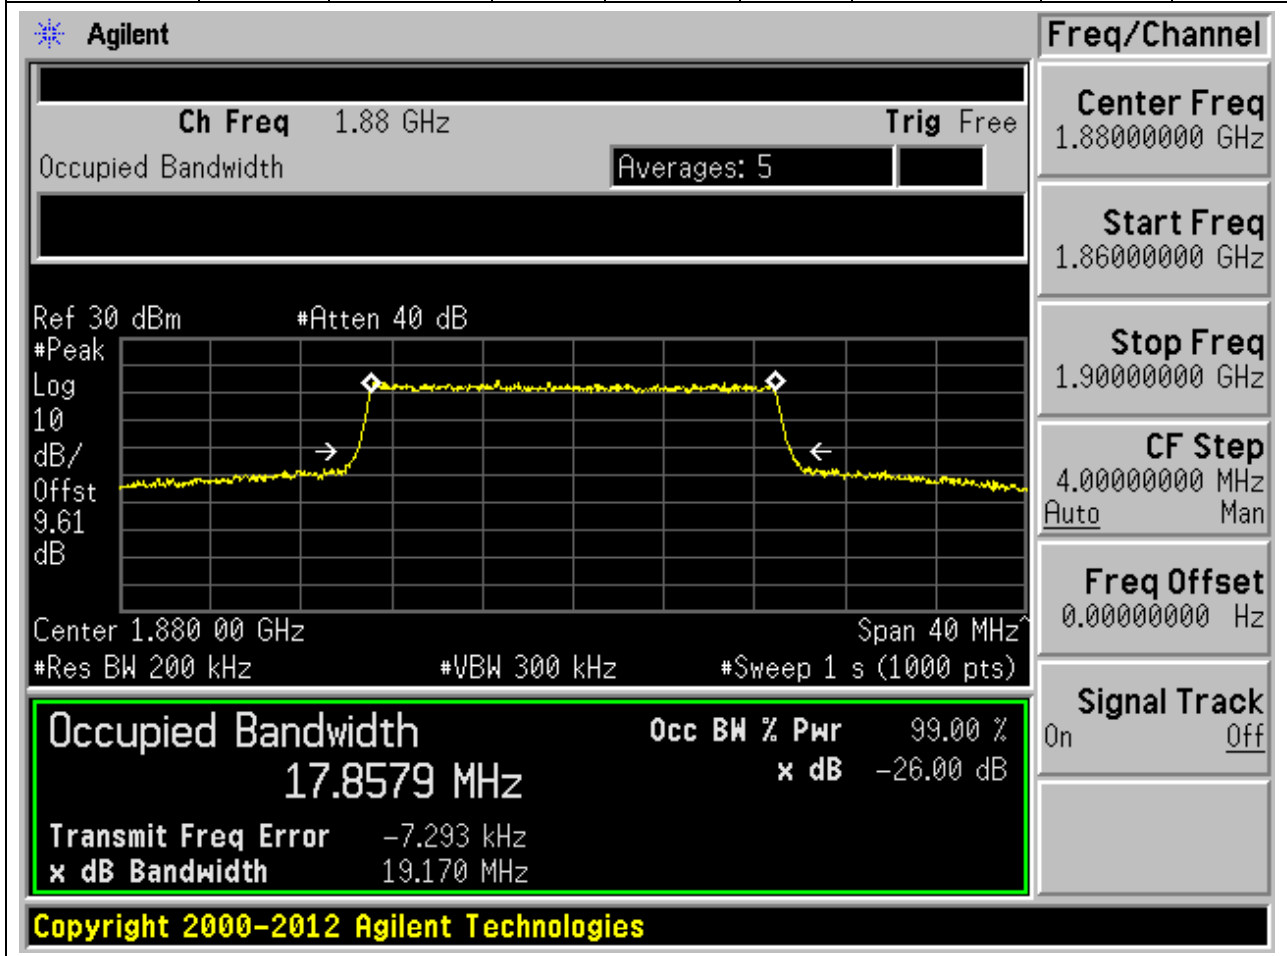 Agilent
Freq/Channel
Ch Freq 1.88 GHz Trig Free
Occupied Bandwidth Averages: 5
Center Freq
1.88000000 GHz
Start Freq
1.86000000 GHz
Stop Freq
1.90000000 GHz
CF Step
4.00000000 MHz
Auto Man
Freq Offset
0.00000000 Hz
Signal Track
On Off
Ref 30 dBm #Atten 40 dB
#Peak
Log
10
dB/
Offst
9.61
dB
Center 1.880 00 GHz Span 40 MHz^
#Res BW 200 kHz #VBW 300 kHz #Sweep 1 s (1000 pts)
Occupied Bandwidth Occ BW % Pwr 99.00 %
17.8579 MHz x dB -26.00 dB
Transmit Freq Error -7.293 kHz
x dB Bandwidth 19.170 MHz
Copyright 2000-2012 Agilent Technologies